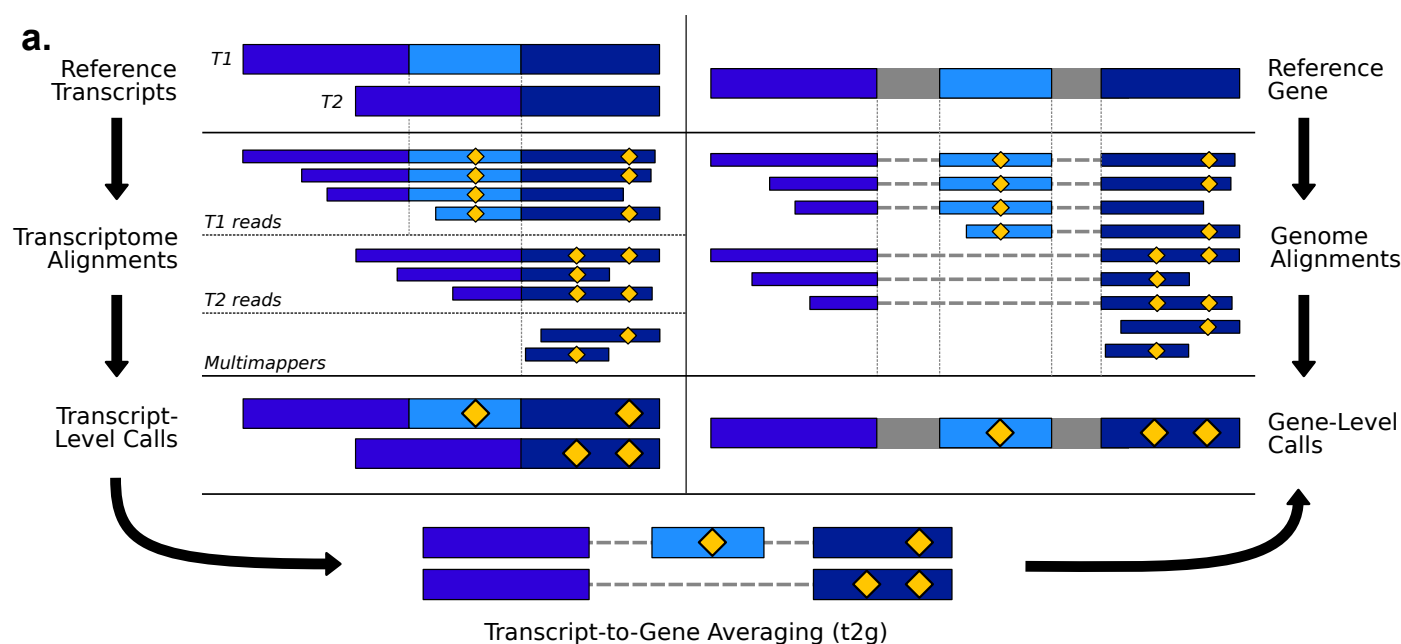 a.
Reference
Transcripts
T1
T2
Reference
Gene
Transcriptome
Alignments
T1 reads
T2 reads
Multimappers
Genome
Alignments
Transcript-
Level Calls
Gene-Level
Calls
Transcript-to-Gene Averaging (t2g)